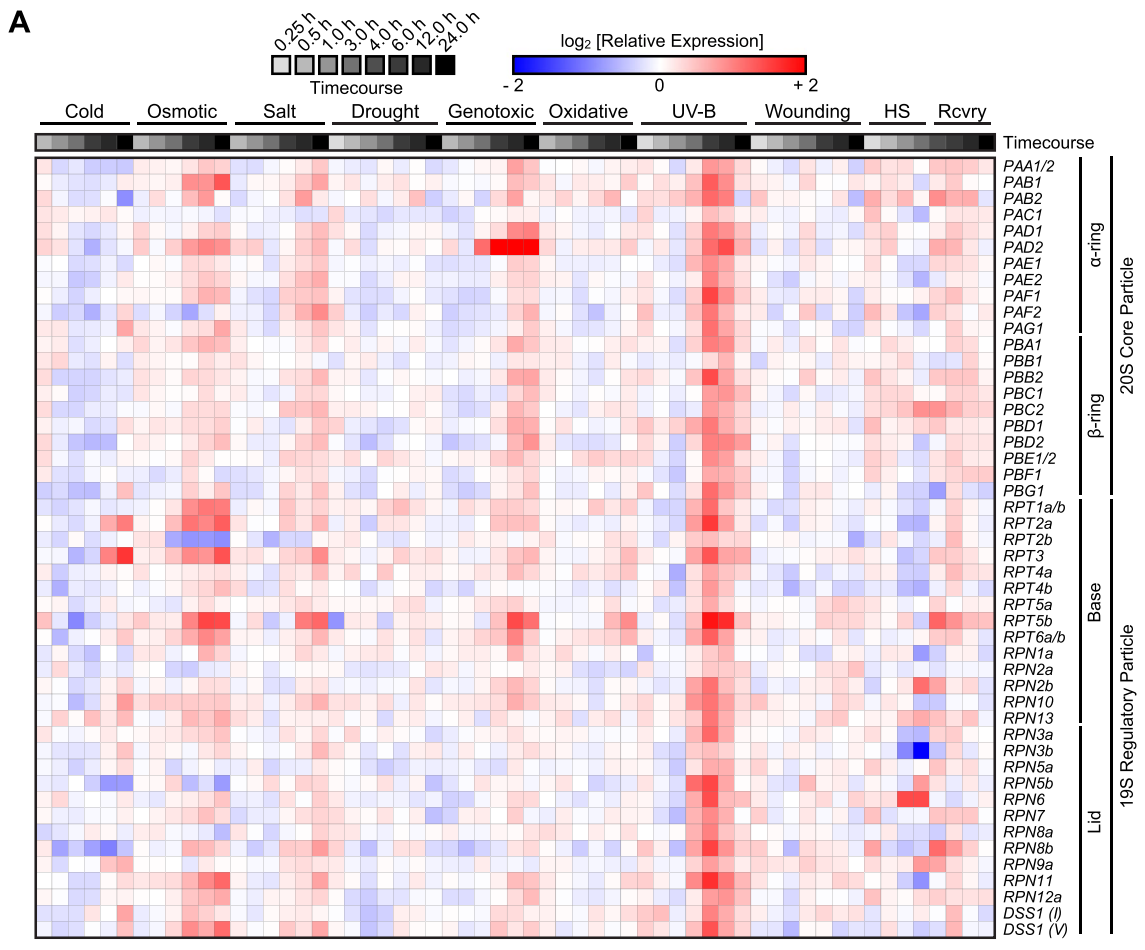 A
0.25 h
0.5 h
1.0 h
3.0 h
4.0 h
6.0 h
12.0 h
24.0 h
Timecourse
log₂ [Relative Expression]
- 2 0 + 2
Cold Osmotic Salt Drought Genotoxic Oxidative UV-B Wounding HS Rcvry
Timecourse
PAA1/2
PAB1
PAB2
PAC1
PAD1
PAD2
PAE1
PAE2
PAF1
PAF2
PAG1
PBA1
PBB1
PBB2
PBC1
PBC2
PBD1
PBD2
PBE1/2
PBF1
PBG1
RPT1a/b
RPT2a
RPT2b
RPT3
RPT4a
RPT4b
RPT5a
RPT5b
RPT6a/b
RPN1a
RPN2a
RPN2b
RPN10
RPN13
RPN3a
RPN3b
RPN5a
RPN5b
RPN6
RPN7
RPN8a
RPN8b
RPN9a
RPN11
RPN12a
DSS1 (I)
DSS1 (V)
α-ring
β-ring
Base
Lid
20S Core Particle
19S Regulatory Particle